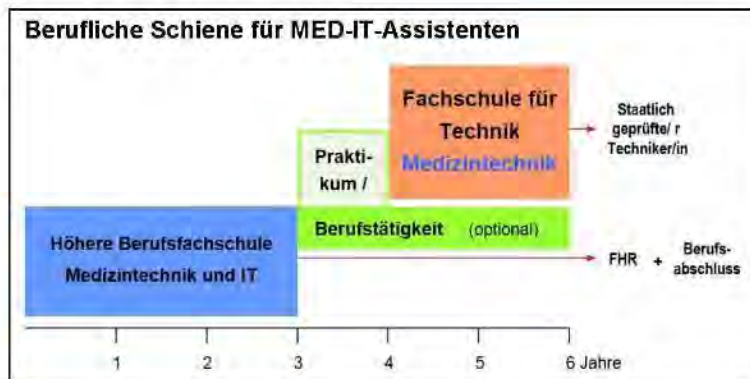 Berufliche Schiene für MED-IT-Assistenten
Fachschule für
Technik
Medizintechnik
Staatlich
geprüfte/ r
Techniker/in
Prakti-
kum /
Berufstätigkeit (optional)
Höhere Berufsfachschule
Medizintechnik und IT
FHR + Berufs-
abschluss
1 2 3 4 5 6 Jahre